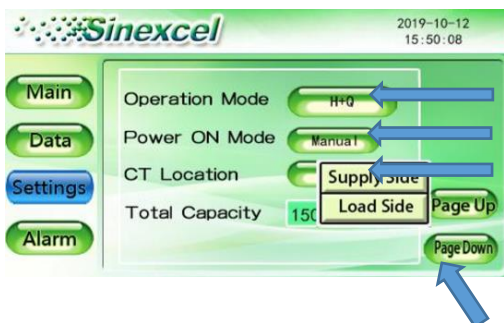 Sinexcel
2019-10-12
15:50:08
Main
Data
Settings
Alarm
Operation Mode H+Q
Power ON Mode Manual
CT Location
Supply Side
Load Side
Total Capacity 150
Page Up
Page Down